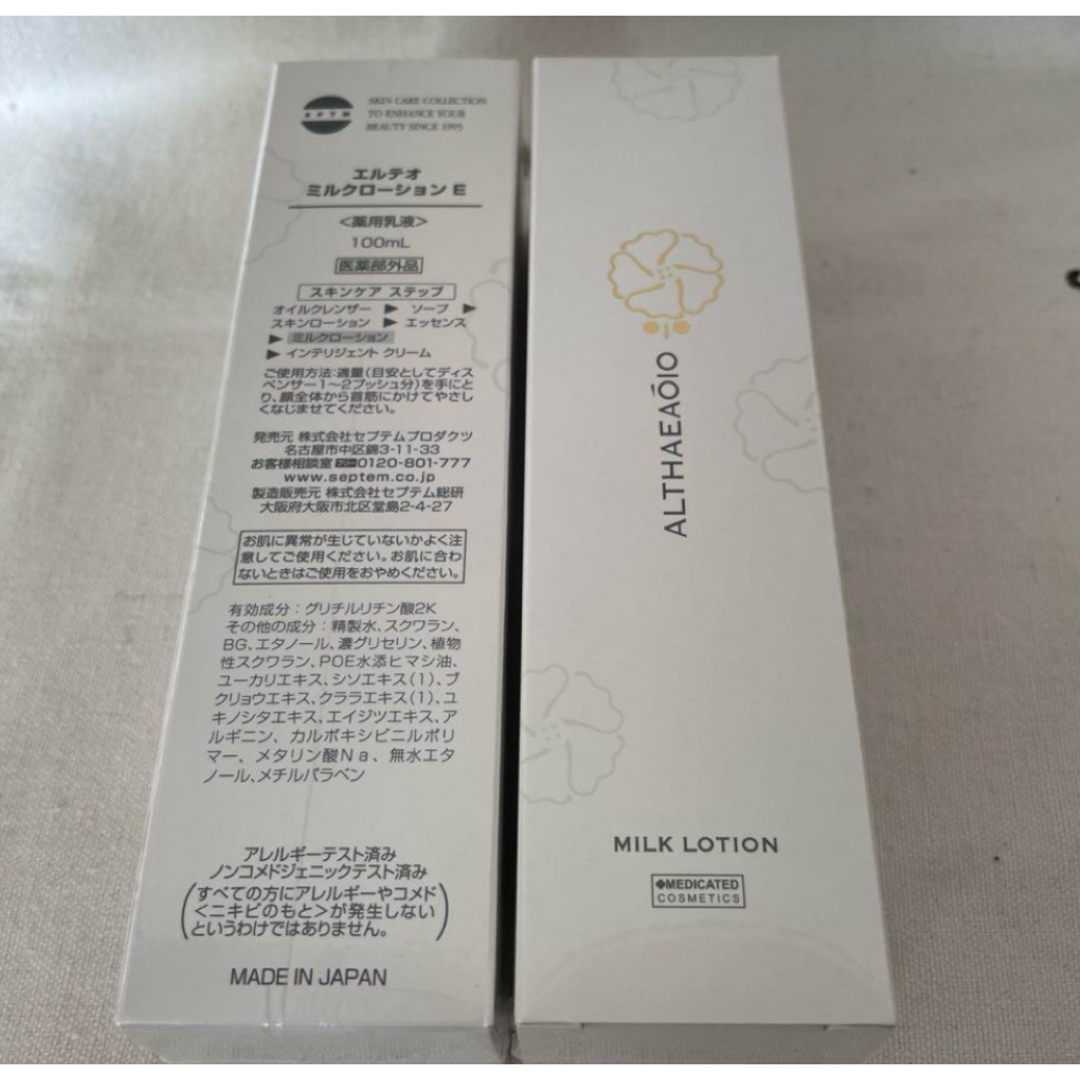 SEPTEM
SKIN CARE COLLECTION
TO ENHANCE YOUR
BEAUTY SINCE 1995
エルテオ
ミルクローション E
<薬用乳液>
100mL
医薬部外品
スキンケア ステップ
オイルクレンザー ▶ ソープ ▶
スキンローション ▶ エッセンス
▶ ミルクローション
▶ インテリジェント クリーム
ご使用方法:適量(目安としてディス
ペンサー1〜2プッシュ分)を手にと
り、顔全体から首筋にかけてやさし
くなじませてください。
発売元 株式会社セプテムプロダクツ
名古屋市中区錦3-11-33
お客様相談室 フリー 0120-801-777
www.septem.co.jp
製造販売元 株式会社セプテム総研
大阪府大阪市北区堂島2-4-27
お肌に異常が生じていないかよく注
意してご使用ください。お肌に合わ
ないときはご使用をおやめください。
有効成分:グリチルリチン酸2K
その他の成分:精製水、スクワラン、
BG、エタノール、濃グリセリン、植物
性スクワラン、POE水添ヒマシ油、
ユーカリエキス、シソエキス(1)、ブ
クリョウエキス、クララエキス(1)、ユ
キノシタエキス、エイジツエキス、ア
ルギニン、カルボキシビニルポリ
マー、メタリン酸Na、無水エタ
ノール、メチルパラベン
アレルギーテスト済み
ノンコメドジェニックテスト済み
(すべての方にアレルギーやコメド
<ニキビのもと>が発生しない
というわけではありません。)
MADE IN JAPAN
ALTHAEAÓIO
MILK LOTION
MEDICATED
COSMETICS